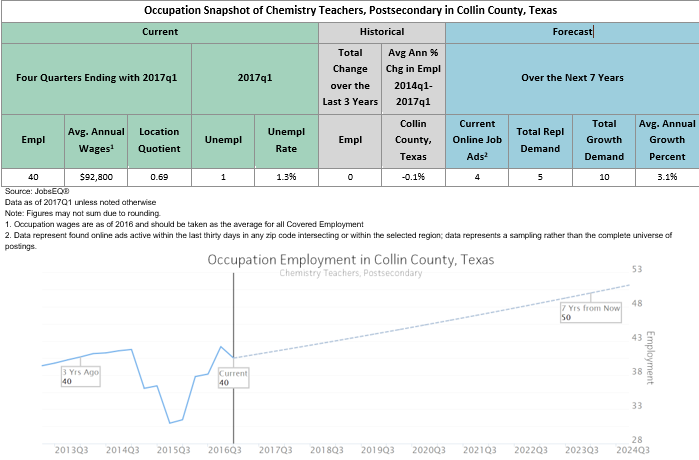 Occupation Snapshot of Chemistry Teachers, Postsecondary in Collin County, Texas
Current
Historical
Forecast
Four Quarters Ending with 2017q1
2017q1
Total
Change
over the
Last 3 Years
Avg Ann %
Chg in Empl
2014q1-
2017q1
Over the Next 7 Years
Empl
Avg. Annual
Wages¹
Location
Quotient
Unempl
Unempl
Rate
Empl
Collin
County,
Texas
Current
Online Job
Ads²
Total Repl
Demand
Total
Growth
Demand
Avg. Annual
Growth
Percent
40
$92,800
0.69
1
1.3%
0
-0.1%
4
5
10
3.1%
Source: JobsEQ®
Data as of 2017Q1 unless noted otherwise
Note: Figures may not sum due to rounding.
1. Occupation wages are as of 2016 and should be taken as the average for all Covered Employment
2. Data represent found online ads active within the last thirty days in any zip code intersecting or within the selected region; data represents a sampling rather than the complete universe of
postings.
Occupation Employment in Collin County, Texas
Chemistry Teachers, Postsecondary
53
48
43
38
33
28
Employment
3 Yrs Ago
40
Current
40
7 Yrs from Now
50
2013Q3
2014Q3
2015Q3
2016Q3
2017Q3
2018Q3
2019Q3
2020Q3
2021Q3
2022Q3
2023Q3
2024Q3